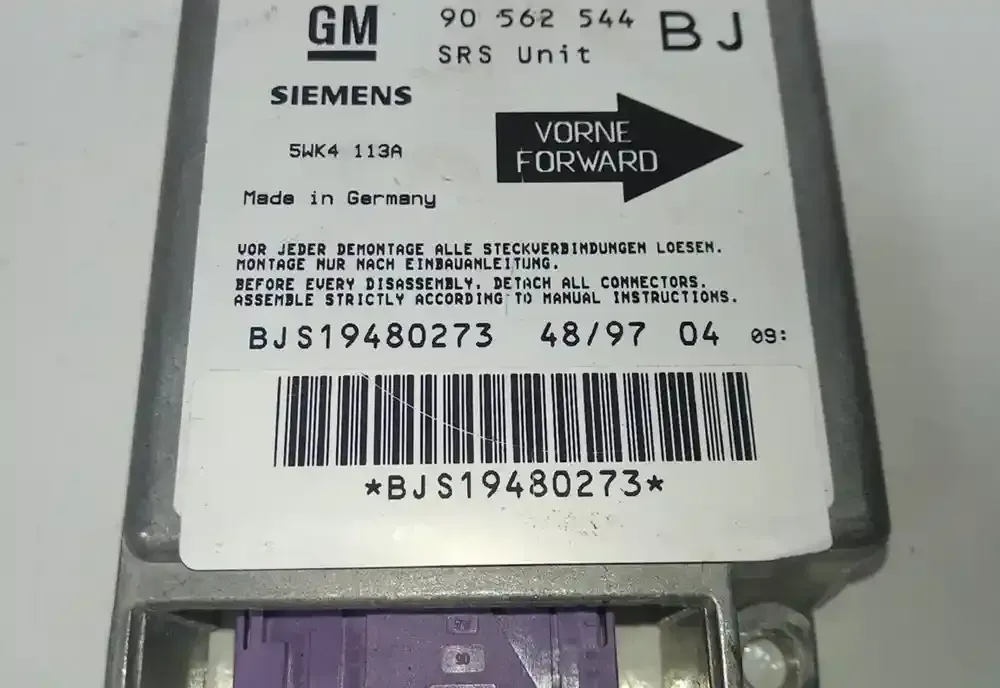 GM 90 562 544 BJ
SRS Unit
SIEMENS
5WK4 113A
VORNE
FORWARD
Made in Germany
VOR JEDER DEMONTAGE ALLE STECKVERBINDUNGEN LOESEN.
MONTAGE NUR NACH EINBAUANLEITUNG.
BEFORE EVERY DISASSEMBLY, DETACH ALL CONNECTORS.
ASSEMBLE STRICTLY ACCORDING TO MANUAL INSTRUCTIONS.
BJS19480273 48/97 04 09:
*BJS19480273*